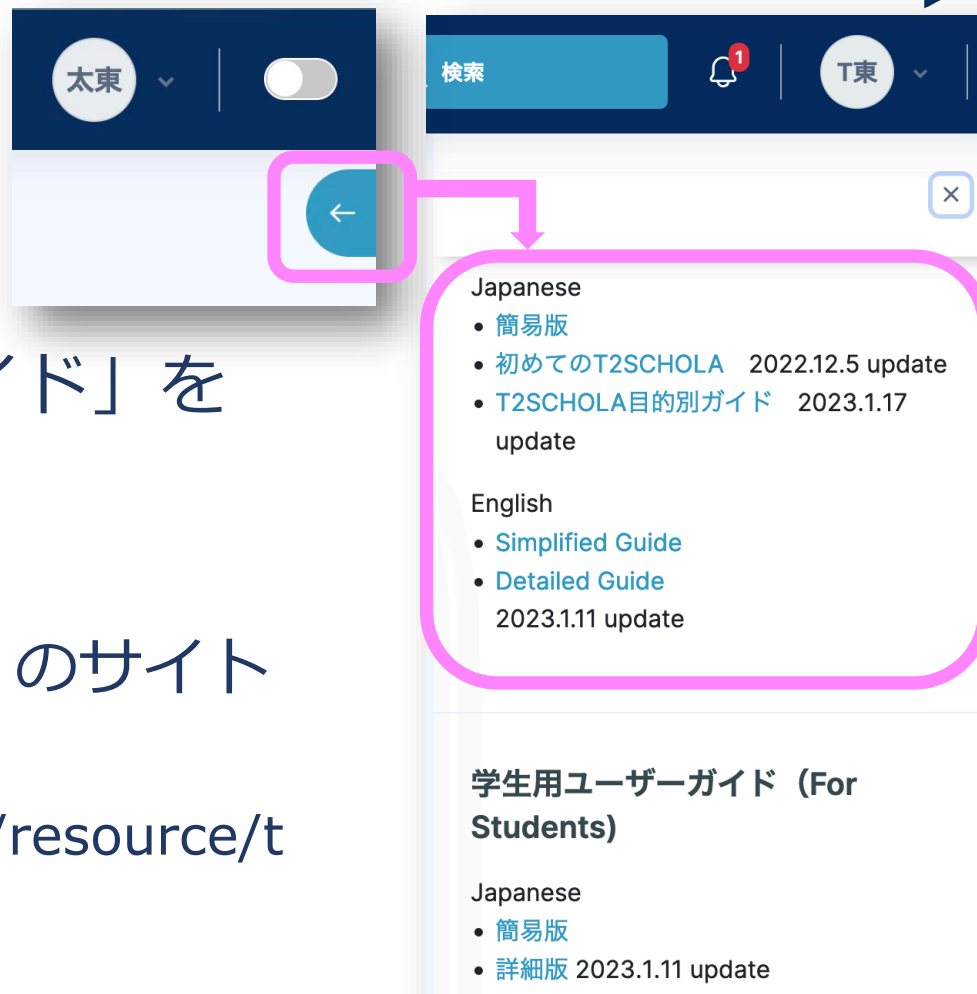 太東
検索
1
T東
Japanese
• 簡易版
• 初めてのT2SCHOLA 2022.12.5 update
• T2SCHOLA目的別ガイド 2023.1.17
update
English
• Simplified Guide
• Detailed Guide
2023.1.11 update
イド」を
のサイト
/resource/t
学生用ユーザーガイド（For
Students)
Japanese
• 簡易版
• 詳細版 2023.1.11 update